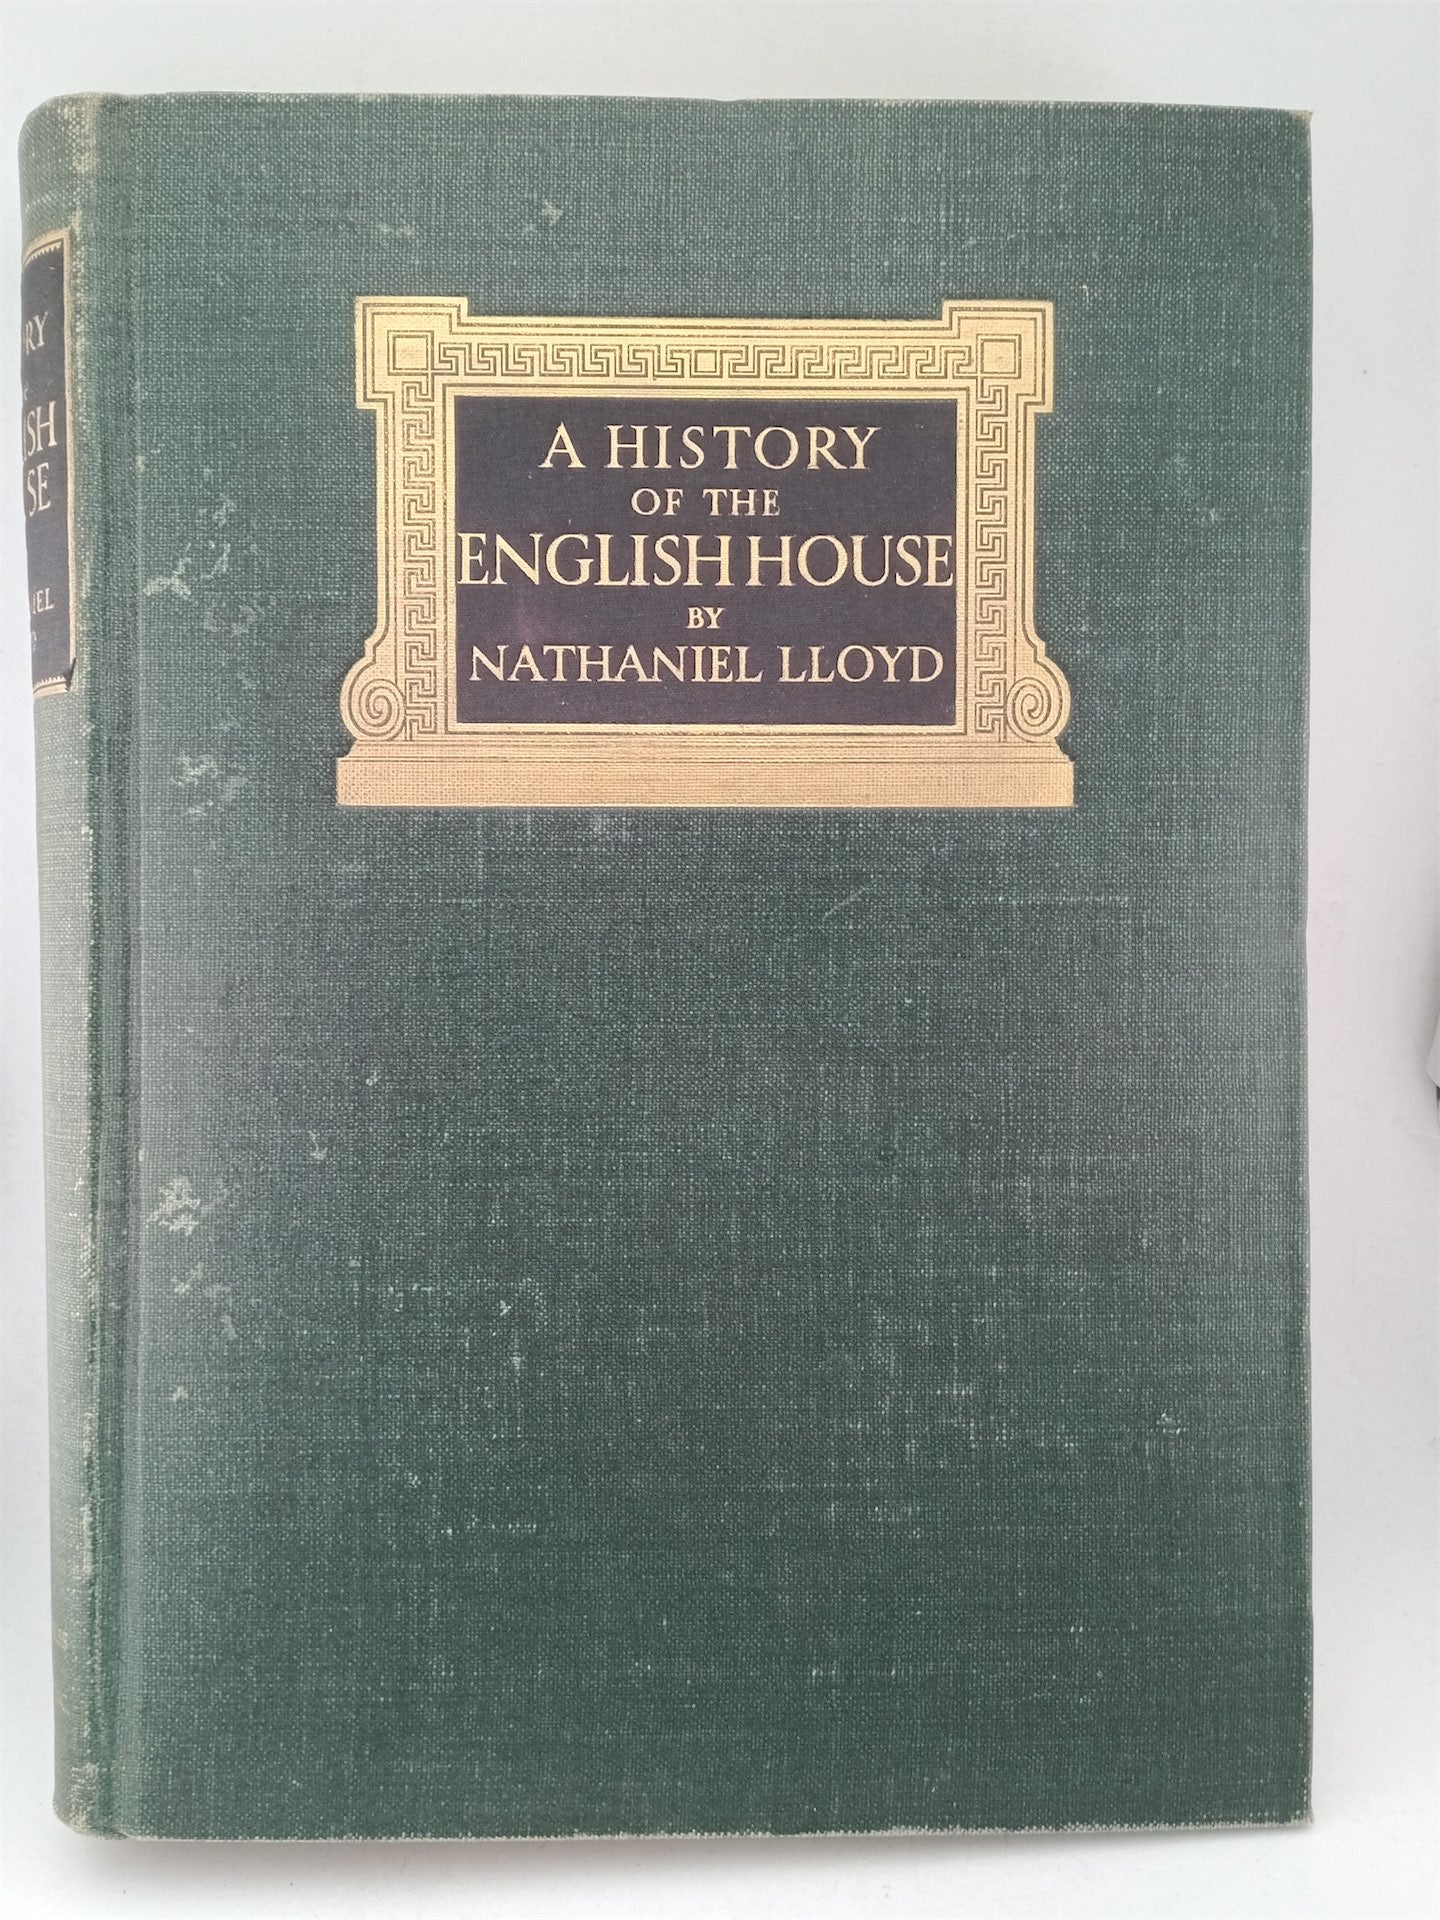 A HISTORY
OF THE
ENGLISH HOUSE
BY
NATHANIEL LLOYD